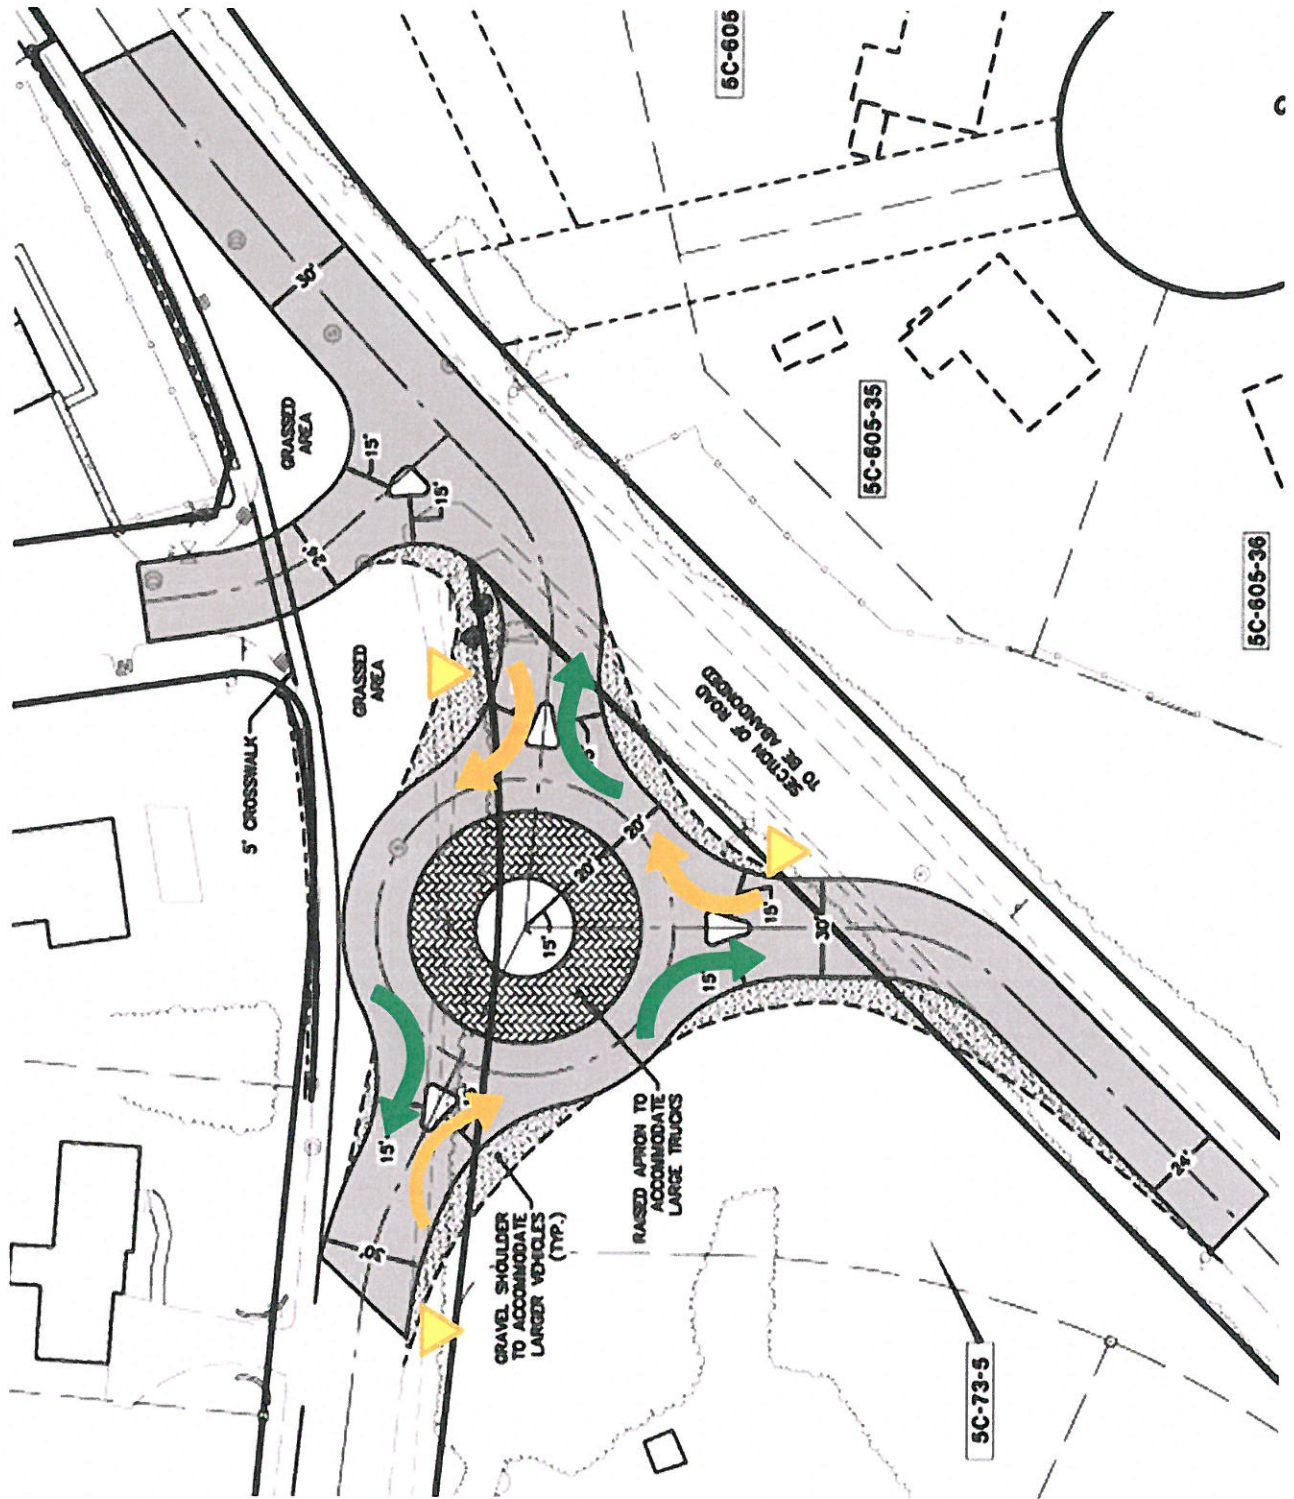 5C-605
C
30'
GRASSED
AREA
15'
15'
24'
5C-605-35
5C-605-36
GRASSED
AREA
5' CROSSWALK
SECTION OF ROAD
TO BE ABANDONED
20'
20'
15'
15'
30'
15'
15'
24'
RAISED APRON TO
ACCOMMODATE
LARGE TRUCKS
GRAVEL SHOULDER
TO ACCOMMODATE
LARGER VEHICLES
(TYP.)
5C-73-5